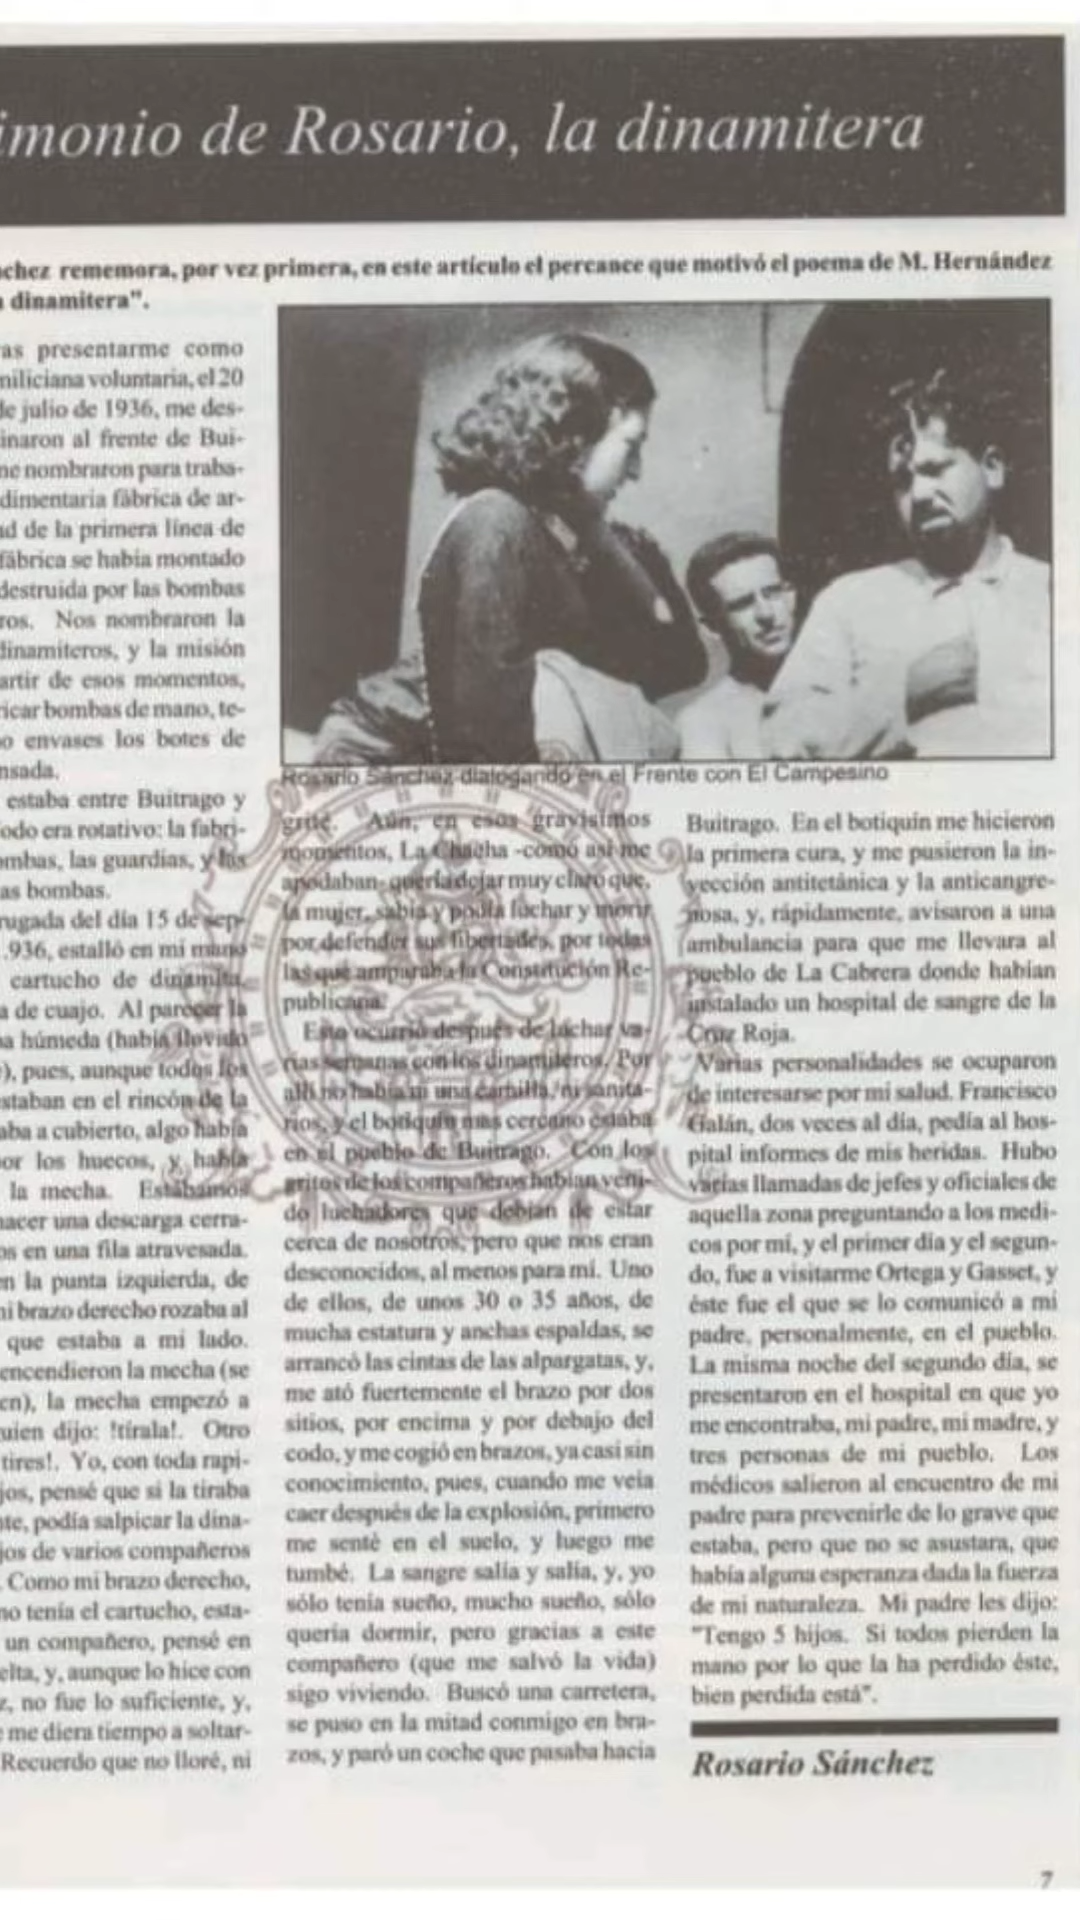 imonio de Rosario, la dinamitera
chez rememora, por vez primera, en este artículo el percance que motivó el poema de M. Hernández
dinamitera".
as presentarme como
miliciana voluntaria, el 20
de julio de 1936, me des-
inaron al frente de Bui-
me nombraron para traba-
dimentaria fábrica de ar-
ad de la primera línea de
fábrica se había montado
destruida por las bombas
ros. Nos nombraron la
dinamiteros, y la misión
artir de esos momentos,
ricar bombas de mano, te-
o envases los botes de
nsada.
estaba entre Buitrago y
odo era rotativo: la fabri-
ombas, las guardias, y las
as bombas.
rugada del día 15 de sep-
.936, estalló en mi mano
cartucho de dinamita,
a de cuajo. Al parecer la
a húmeda (había llovido
), pues, aunque todos los
staban en el rincón de la
aba a cubierto, algo había
or los huecos, y había
la mecha. Estábamos
hacer una descarga cerra-
os en una fila atravesada.
en la punta izquierda, de
mi brazo derecho rozaba al
que estaba a mi lado.
encendieron la mecha (se
en), la mecha empezó a
uien dijo: !tírala!. Otro
tires!. Yo, con toda rapi-
jos, pensé que si la tiraba
te, podía salpicar la dina-
jos de varios compañeros
. Como mi brazo derecho,
no tenía el cartucho, esta-
un compañero, pensé en
elta, y, aunque lo hice con
z, no fue lo suficiente, y,
e me diera tiempo a soltar-
Recuerdo que no lloré, ni
Rosario Sánchez dialogando en el Frente con El Campesino
grité. Aún, en esos gravísimos
momentos, La Chacha -como así me
apodaban- quería dejar muy claro que,
la mujer, sabía y podía luchar y morir
por defender sus libertades, por todas
las que amparaba la Constitución Re-
publicana.
Esto ocurrió después de luchar va-
rias semanas con los dinamiteros. Por
allí no había ni una camilla, ni sanita-
rios, y el botiquín más cercano estaba
en el pueblo de Buitrago. Con los
gritos de los compañeros habían veni-
do luchadores que debían de estar
cerca de nosotros, pero que nos eran
desconocidos, al menos para mí. Uno
de ellos, de unos 30 o 35 años, de
mucha estatura y anchas espaldas, se
arrancó las cintas de las alpargatas, y,
me ató fuertemente el brazo por dos
sitios, por encima y por debajo del
codo, y me cogió en brazos, ya casi sin
conocimiento, pues, cuando me veía
caer después de la explosión, primero
me senté en el suelo, y luego me
tumbé. La sangre salía y salía, y, yo
sólo tenía sueño, mucho sueño, sólo
quería dormir, pero gracias a este
compañero (que me salvó la vida)
sigo viviendo. Buscó una carretera,
se puso en la mitad conmigo en bra-
zos, y paró un coche que pasaba hacia
Buitrago. En el botiquín me hicieron
la primera cura, y me pusieron la in-
yección antitetánica y la anticangre-
nosa, y, rápidamente, avisaron a una
ambulancia para que me llevara al
pueblo de La Cabrera donde habían
instalado un hospital de sangre de la
Cruz Roja.
Varias personalidades se ocuparon
de interesarse por mi salud. Francisco
Galán, dos veces al día, pedía al hos-
pital informes de mis heridas. Hubo
varias llamadas de jefes y oficiales de
aquella zona preguntando a los medi-
cos por mí, y el primer día y el segun-
do, fue a visitarme Ortega y Gasset, y
éste fue el que se lo comunicó a mi
padre, personalmente, en el pueblo.
La misma noche del segundo día, se
presentaron en el hospital en que yo
me encontraba, mi padre, mi madre, y
tres personas de mi pueblo. Los
médicos salieron al encuentro de mi
padre para prevenirle de lo grave que
estaba, pero que no se asustara, que
había alguna esperanza dada la fuerza
de mi naturaleza. Mi padre les dijo:
"Tengo 5 hijos. Si todos pierden la
mano por lo que la ha perdido éste,
bien perdida está".
Rosario Sánchez
7